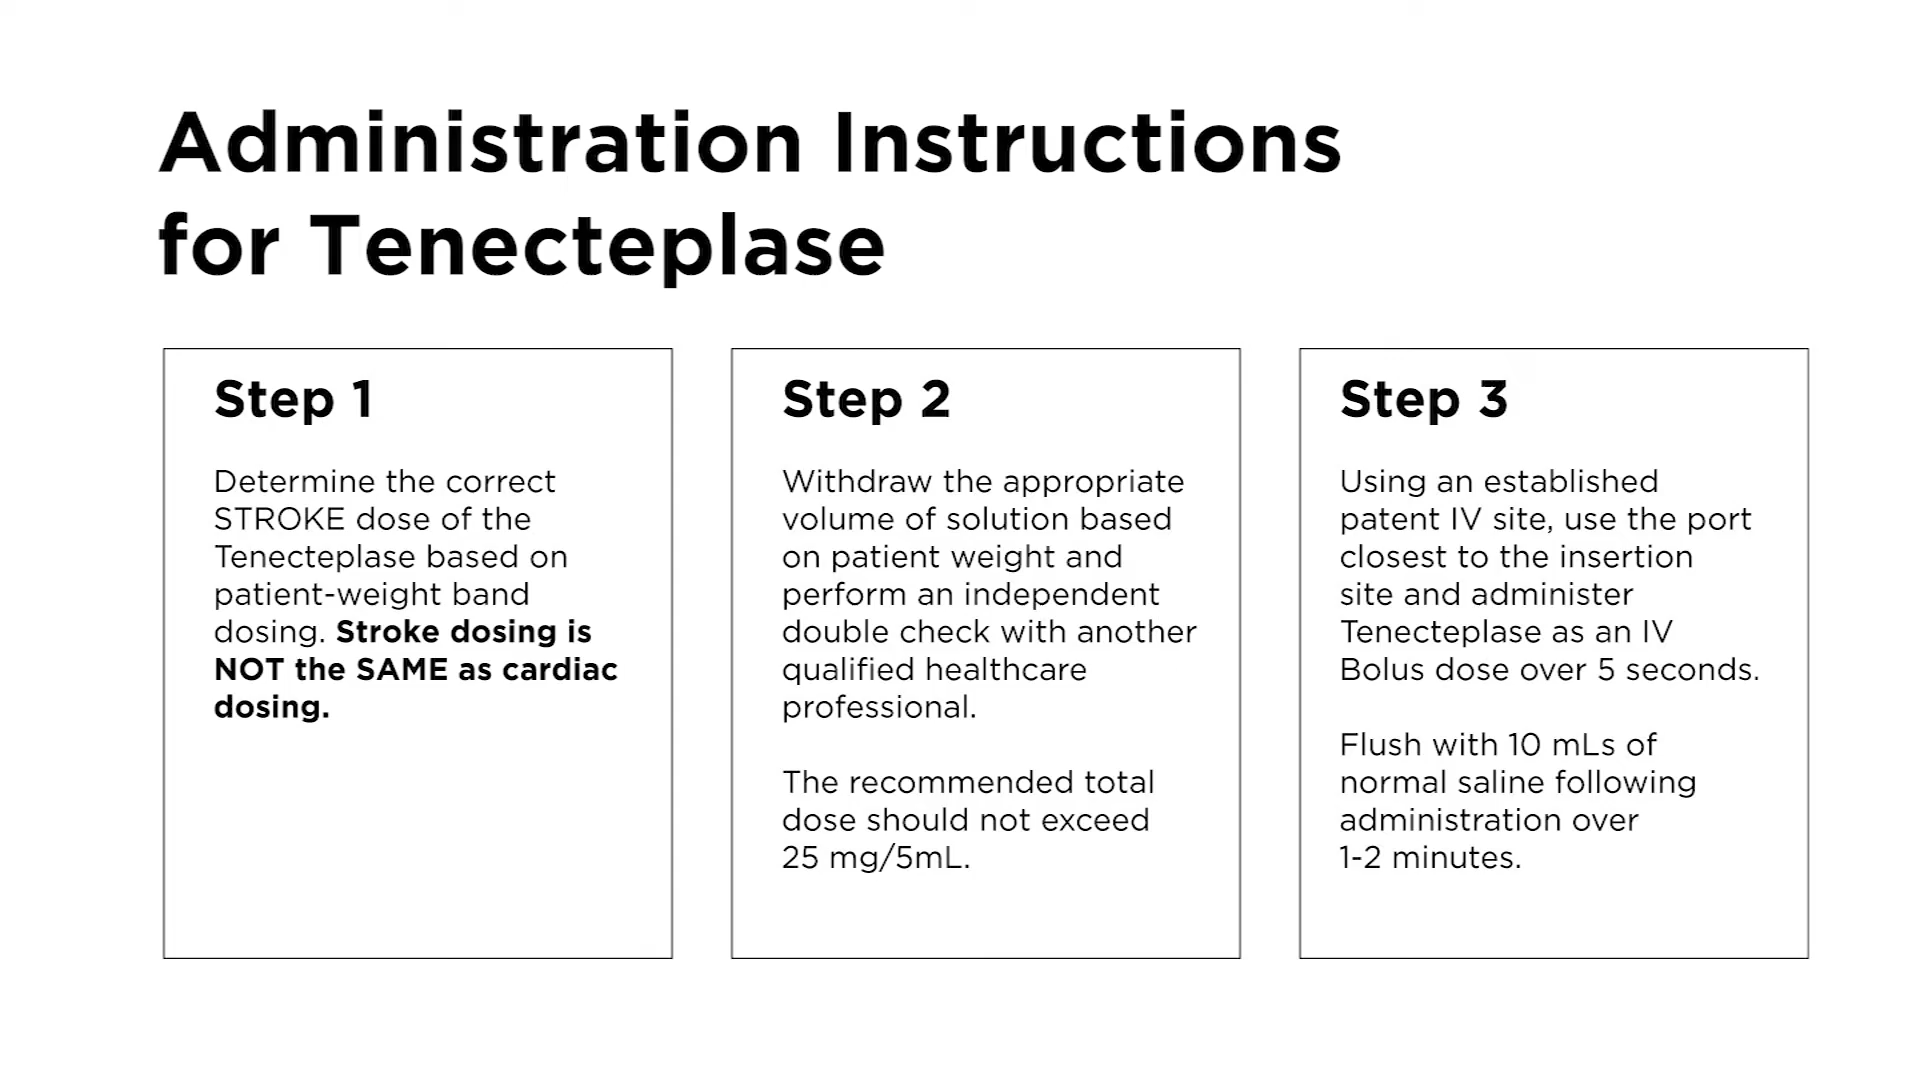 Administration Instructions
for Tenecteplase
Step 1
Determine the correct
STROKE dose of the
Tenecteplase based on
patient-weight band
dosing. Stroke dosing is
NOT the SAME as cardiac
dosing.
Step 2
Withdraw the appropriate
volume of solution based
on patient weight and
perform an independent
double check with another
qualified healthcare
professional.
The recommended total
dose should not exceed
25 mg/5mL.
Step 3
Using an established
patent IV site, use the port
closest to the insertion
site and administer
Tenecteplase as an IV
Bolus dose over 5 seconds.
Flush with 10 mLs of
normal saline following
administration over
1-2 minutes.